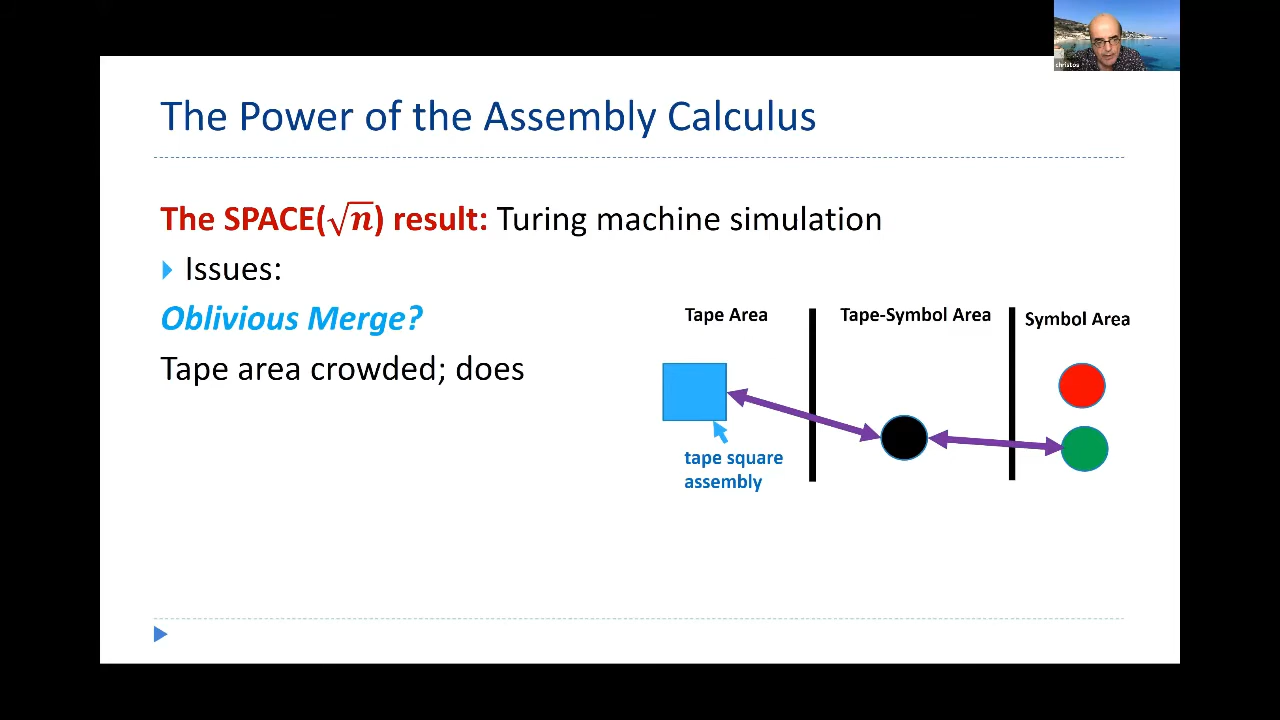 christos
The Power of the Assembly Calculus
The SPACE(√n) result: Turing machine simulation
Issues:
Oblivious Merge?
Tape area crowded; does
Tape Area
Tape-Symbol Area
Symbol Area
tape square
assembly